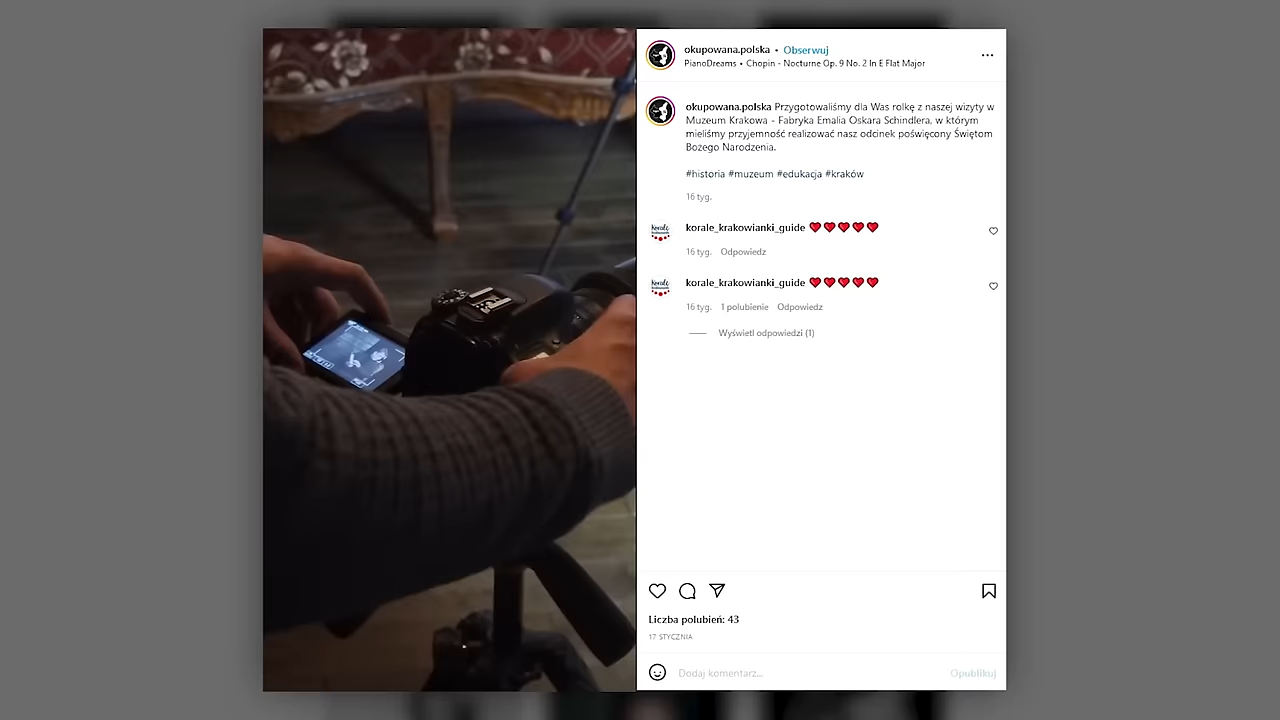 okupowana.polska • Obserwuj
PianoDreams • Chopin - Nocturne Op. 9 No. 2 In E Flat Major
okupowana.polska Przygotowaliśmy dla Was rolkę z naszej wizyty w
Muzeum Krakowa - Fabryka Emalia Oskara Schindlera, w którym
mieliśmy przyjemność realizować nasz odcinek poświęcony Świętom
Bożego Narodzenia.
#historia #muzeum #edukacja #kraków
16 tyg.
korale_krakowianki_guide ❤️❤️❤️❤️❤️
16 tyg. Odpowiedz
korale_krakowianki_guide ❤️❤️❤️❤️❤️
16 tyg. 1 polubienie Odpowiedz
Wyświetl odpowiedzi (1)
Liczba polubień: 43
17 STYCZNIA
Dodaj komentarz...
Opublikuj